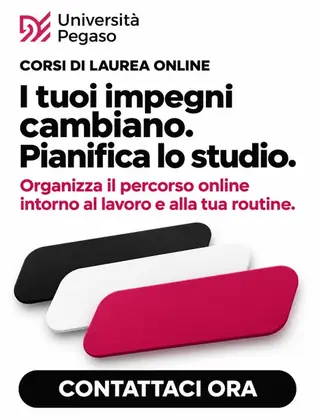 Università
Pegaso
CORSI DI LAUREA ONLINE
I tuoi impegni
cambiano.
Pianifica lo studio.
Organizza il percorso online
intorno al lavoro e alla tua routine.
CONTATTACI ORA